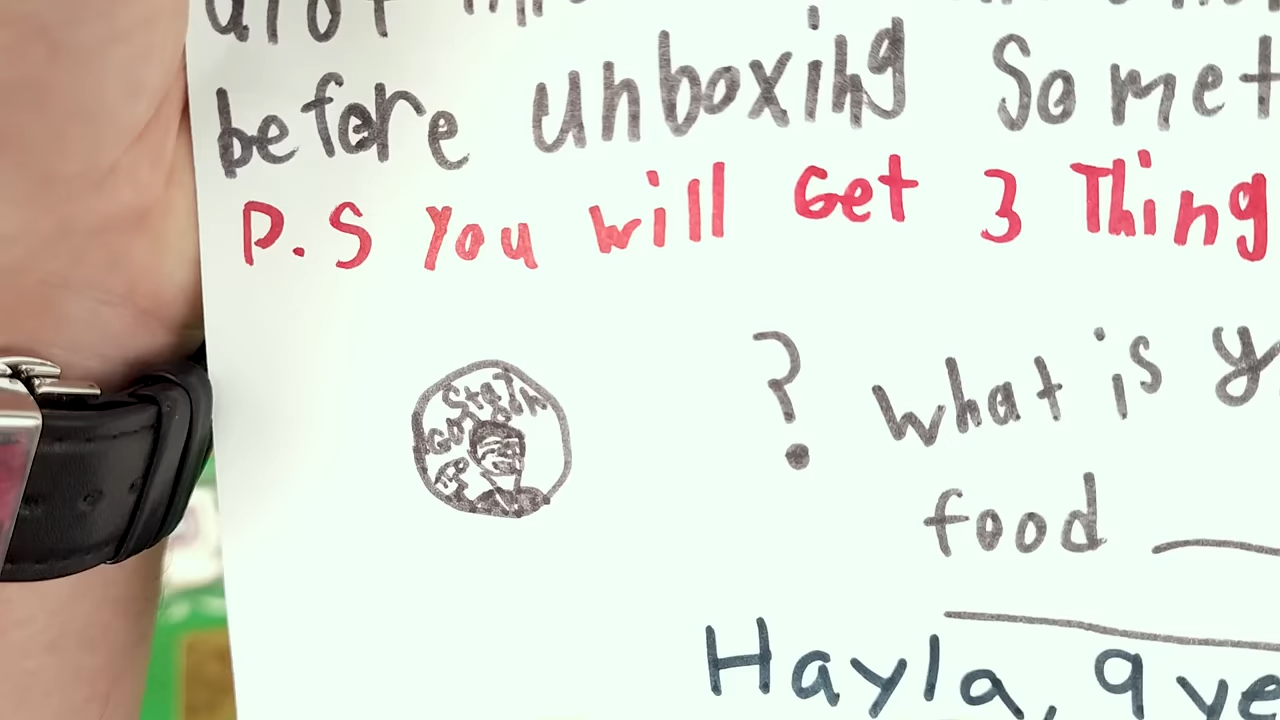 before unboxing Somet
P.S You will Get 3 Thing
? what is y
food
Hayla, 9 ye